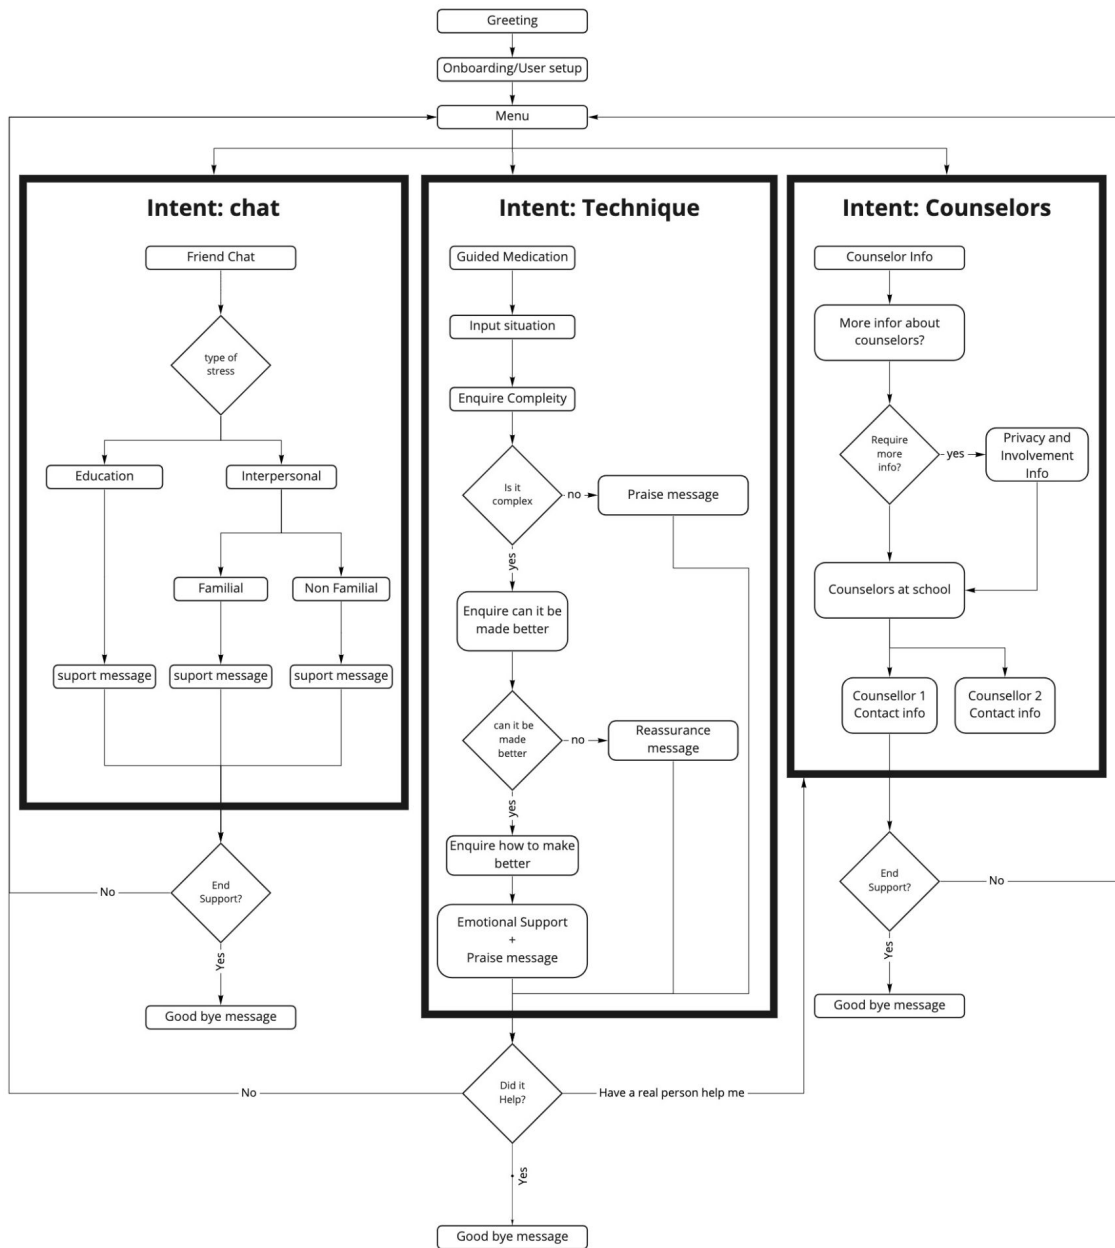 Greeting
Onboarding/User setup
Menu
Intent: chat
Friend Chat
type of
stress
Education
Interpersonal
Familial
Non Familial
suport message
suport message
suport message
End
Support?
No
Yes
Good bye message
Intent: Technique
Guided Medication
Input situation
Enquire Compleity
Is it
complex
no
Praise message
yes
Enquire can it be
made better
can it be
made
better
no
Reassurance
message
yes
Enquire how to make
better
Emotional Support
+
Praise message
Did it
Help?
No
Have a real person help me
Yes
Good bye message
Intent: Counselors
Counselor Info
More infor about
counselors?
Require
more
info?
yes
Privacy and
Involvement
Info
Counselors at school
Counsellor 1
Contact info
Counsellor 2
Contact info
End
Support?
No
Yes
Good bye message